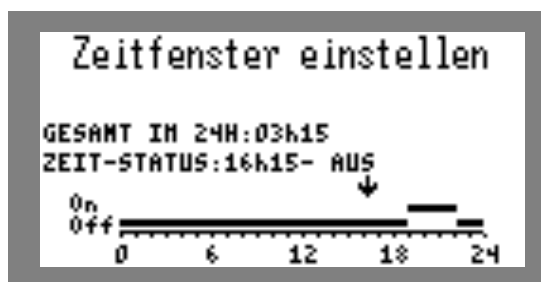 Zeitfenster einstellen
GESAMT IM 24H:03h15
ZEIT-STATUS:16h15- AUS
On
Off
0 6 12 18 24